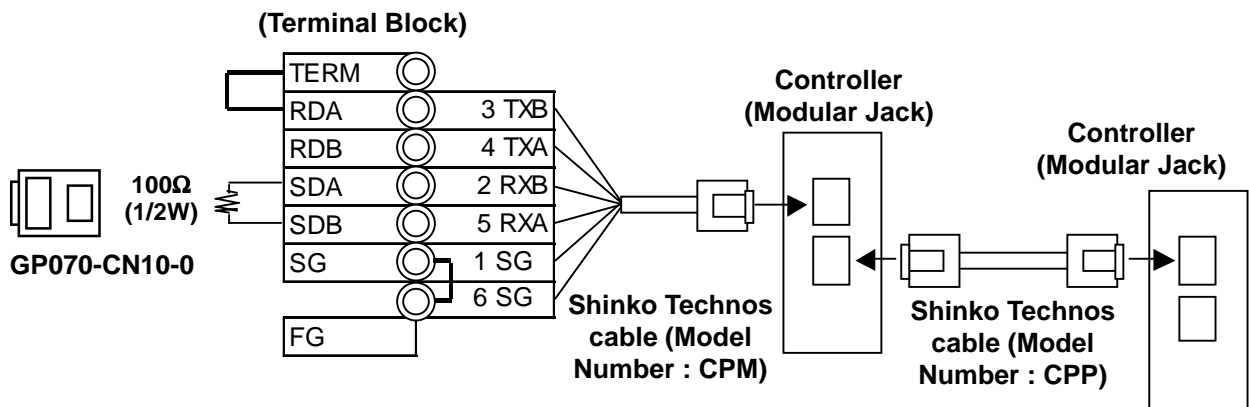 (Terminal Block)
TERM
RDA
3 TXB
RDB
4 TXA
SDA
2 RXB
SDB
5 RXA
SG
1 SG
6 SG
FG
100Ω
(1/2W)
GP070-CN10-0
Controller
(Modular Jack)
Controller
(Modular Jack)
Shinko Technos
cable (Model
Number : CPM)
Shinko Technos
cable (Model
Number : CPP)